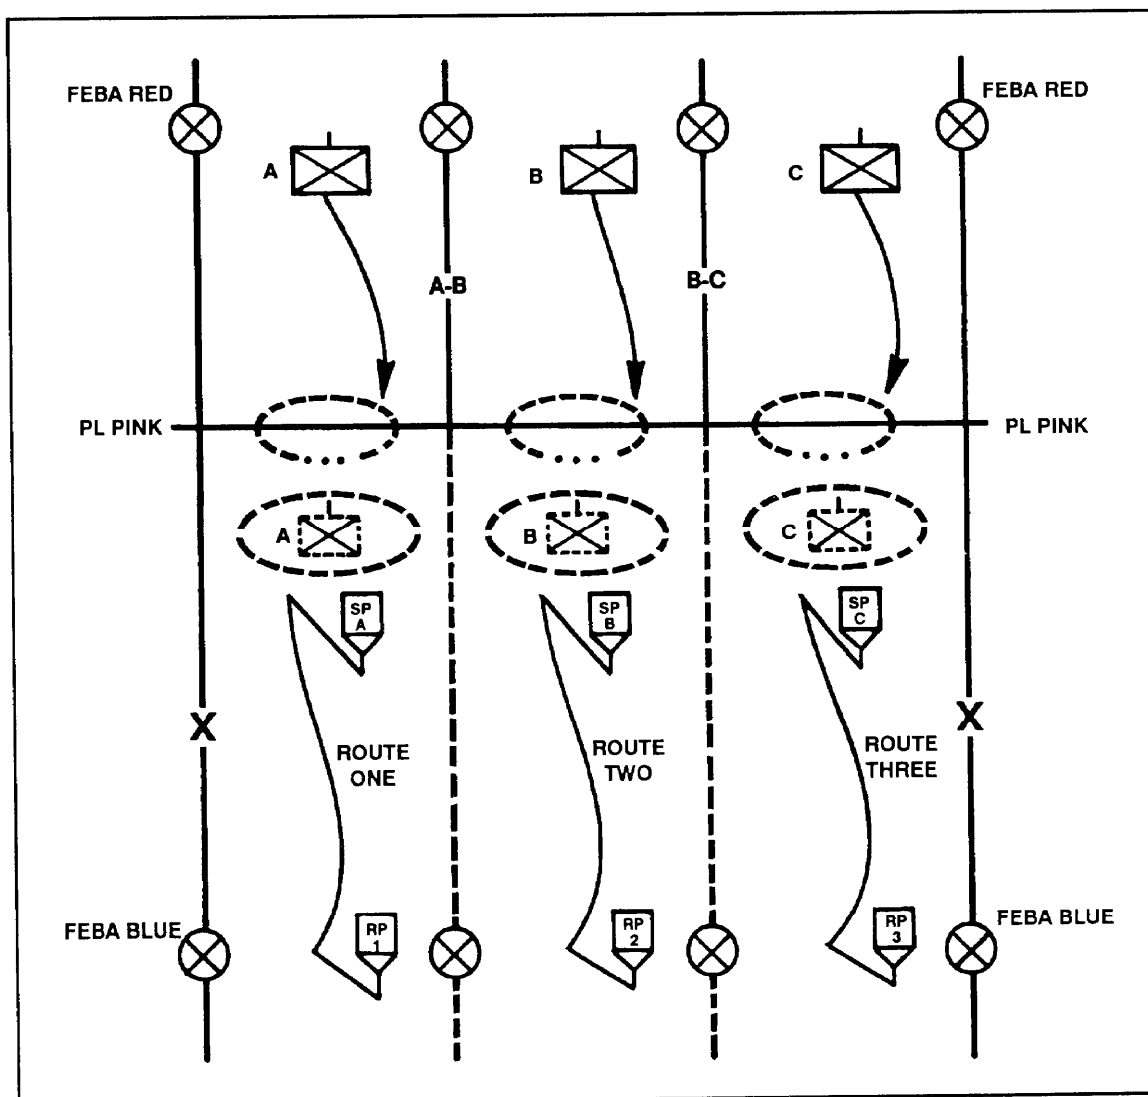 FEBA RED
FEBA RED
A
B
C
A-B
B-C
PL PINK
PL PINK
A
B
C
SP
A
SP
B
SP
C
X
X
ROUTE
ONE
ROUTE
TWO
ROUTE
THREE
FEBA BLUE
FEBA BLUE
RP
1
RP
2
RP
3